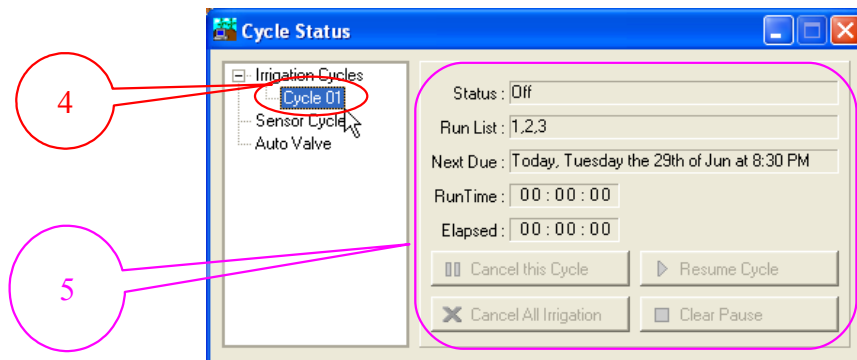 Cycle Status
4
Irrigation Cycles
Cycle 01
Sensor Cycle
Auto Valve
Status : Off
Run List : 1,2,3
Next Due : Today, Tuesday the 29th of Jun at 8:30 PM
RunTime : 00 : 00 : 00
Elapsed : 00 : 00 : 00
Cancel this Cycle
Resume Cycle
Cancel All Irrigation
Clear Pause
5